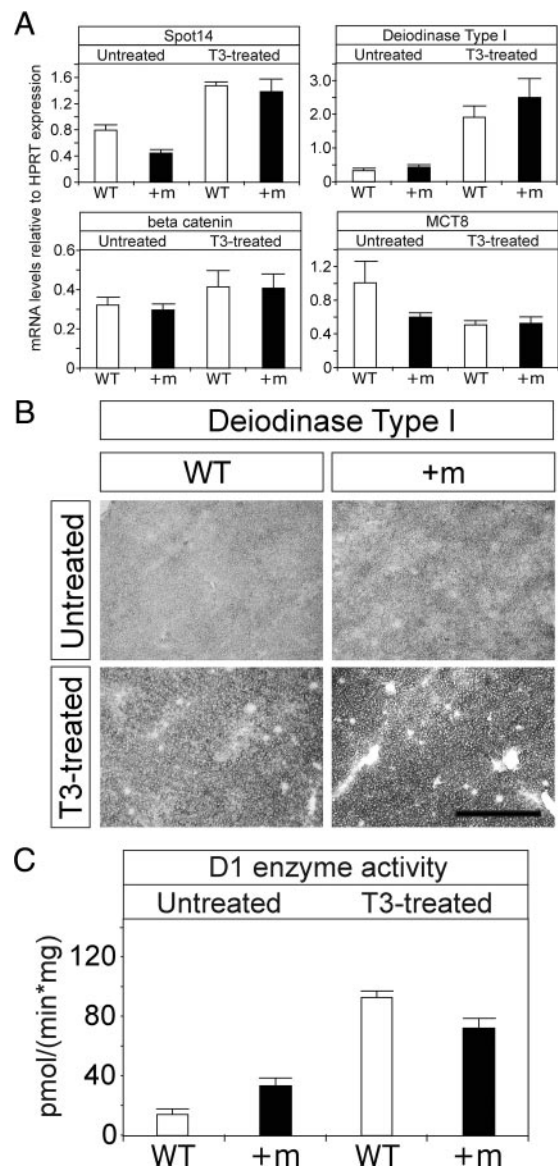 A
Spot14
Untreated T3-treated
1.6
1.2
0.8
0.4
0
WT +m WT +m
Deiodinase Type I
Untreated T3-treated
3.0
2.0
1.0
0
WT +m WT +m
mRNA levels relative to HPRT expression
beta catenin
Untreated T3-treated
0.6
0.4
0.2
0
WT +m WT +m
MCT8
Untreated T3-treated
1.2
0.8
0.4
0
WT +m WT +m
B
Deiodinase Type I
WT +m
Untreated
T3-treated
C
D1 enzyme activity
Untreated T3-treated
pmol/(min*mg)
120
80
40
0
WT +m WT +m